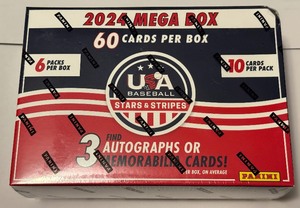 2024 MEGA BOX
60 CARDS PER BOX
6 PACKS
PER BOX
10 CARDS
PER PACK
USA
BASEBALL
STARS & STRIPES
FIND
3 AUTOGRAPHS OR
MEMORABILIA CARDS!
PER BOX, ON AVERAGE
PANINI